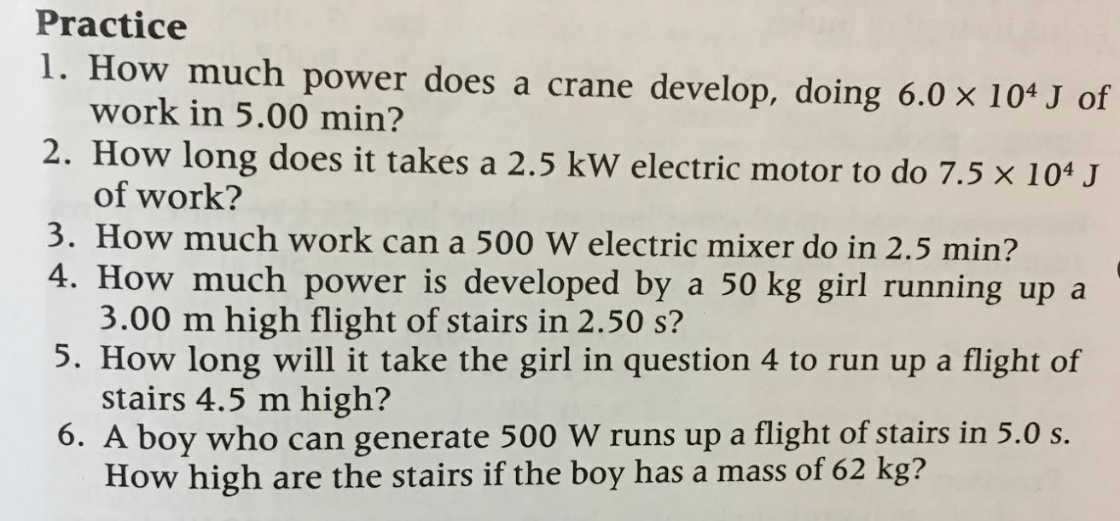 Practice
1. How much power does a crane develop, doing 6.0 × 10⁴ J of
work in 5.00 min?
2. How long does it takes a 2.5 kW electric motor to do 7.5 × 10⁴ J
of work?
3. How much work can a 500 W electric mixer do in 2.5 min?
4. How much power is developed by a 50 kg girl running up a
3.00 m high flight of stairs in 2.50 s?
5. How long will it take the girl in question 4 to run up a flight of
stairs 4.5 m high?
6. A boy who can generate 500 W runs up a flight of stairs in 5.0 s.
How high are the stairs if the boy has a mass of 62 kg?